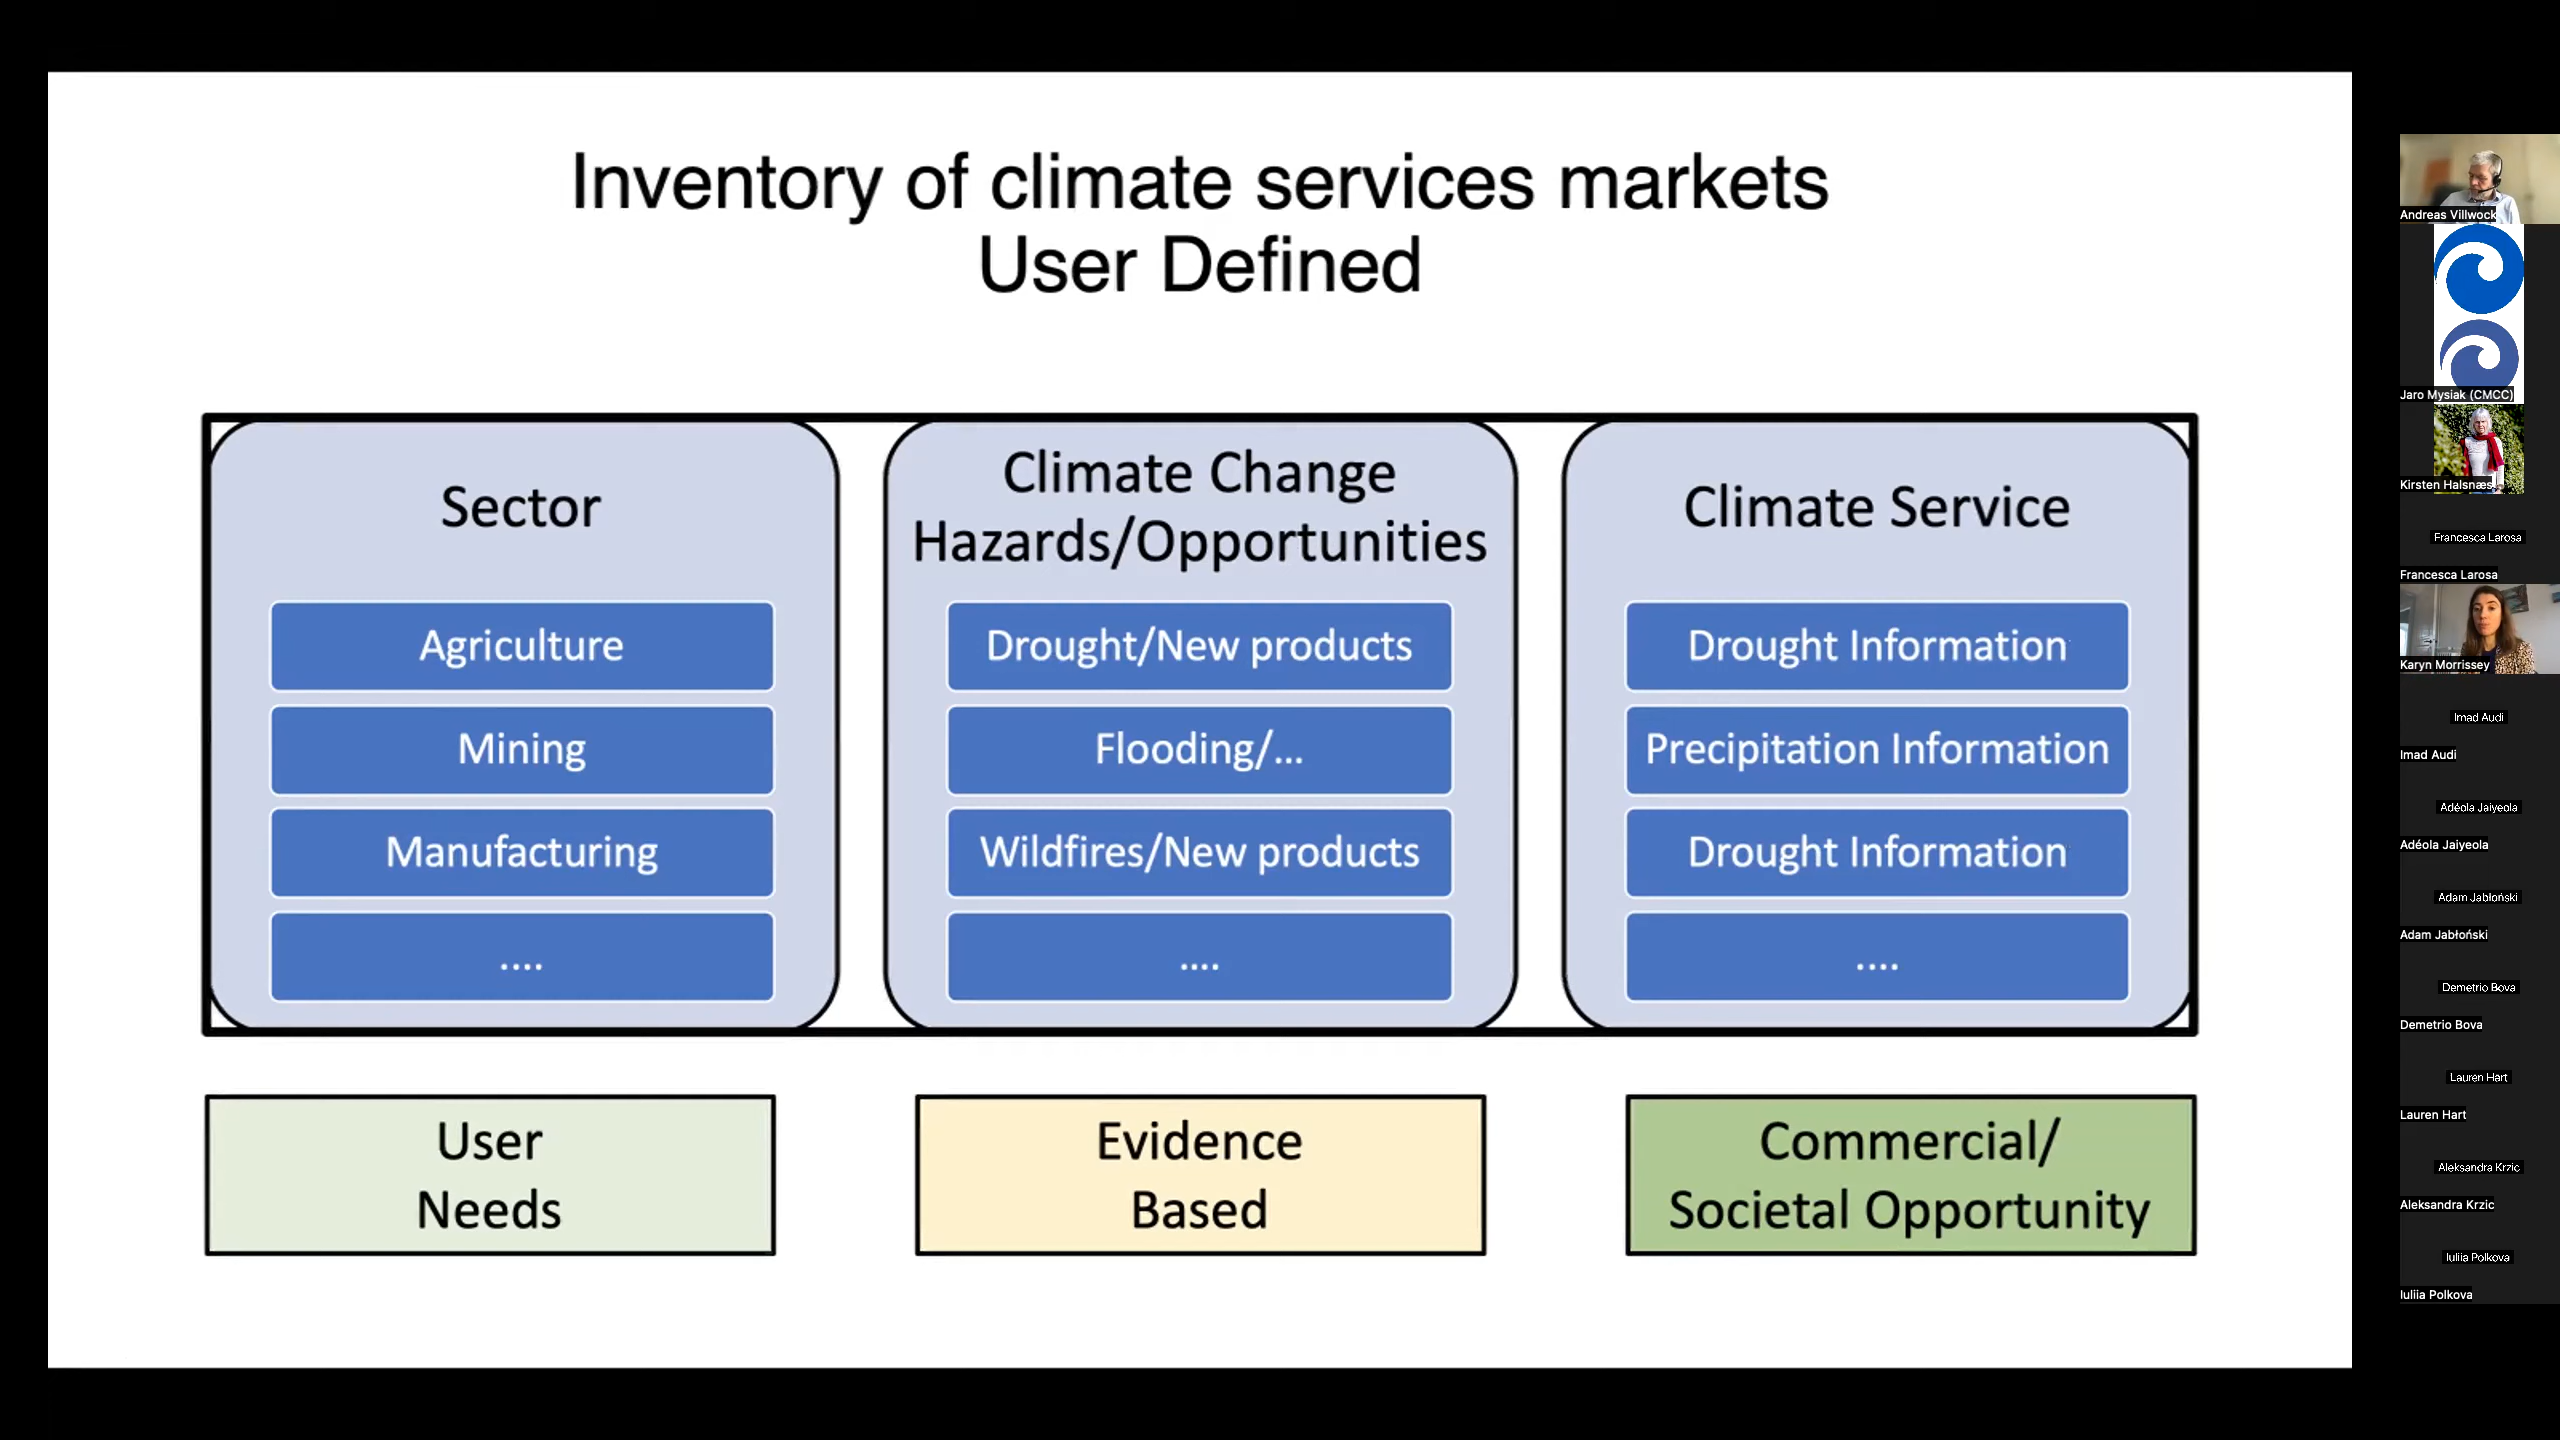 Inventory of climate services markets
User Defined
Sector
Agriculture
Mining
Manufacturing
....
Climate Change
Hazards/Opportunities
Drought/New products
Flooding/...
Wildfires/New products
....
Climate Service
Drought Information
Precipitation Information
Drought Information
....
User
Needs
Evidence
Based
Commercial/
Societal Opportunity
Andreas Villwock
Jaro Mysiak (CMCC)
Kirsten Halsnæs
Francesca Larosa
Francesca Larosa
Karyn Morrissey
Imad Audi
Imad Audi
Adéola Jaiyeola
Adéola Jaiyeola
Adam Jabłoński
Adam Jabłoński
Demetrio Bova
Demetrio Bova
Lauren Hart
Lauren Hart
Aleksandra Krzic
Aleksandra Krzic
Iuliia Polkova
Iuliia Polkova